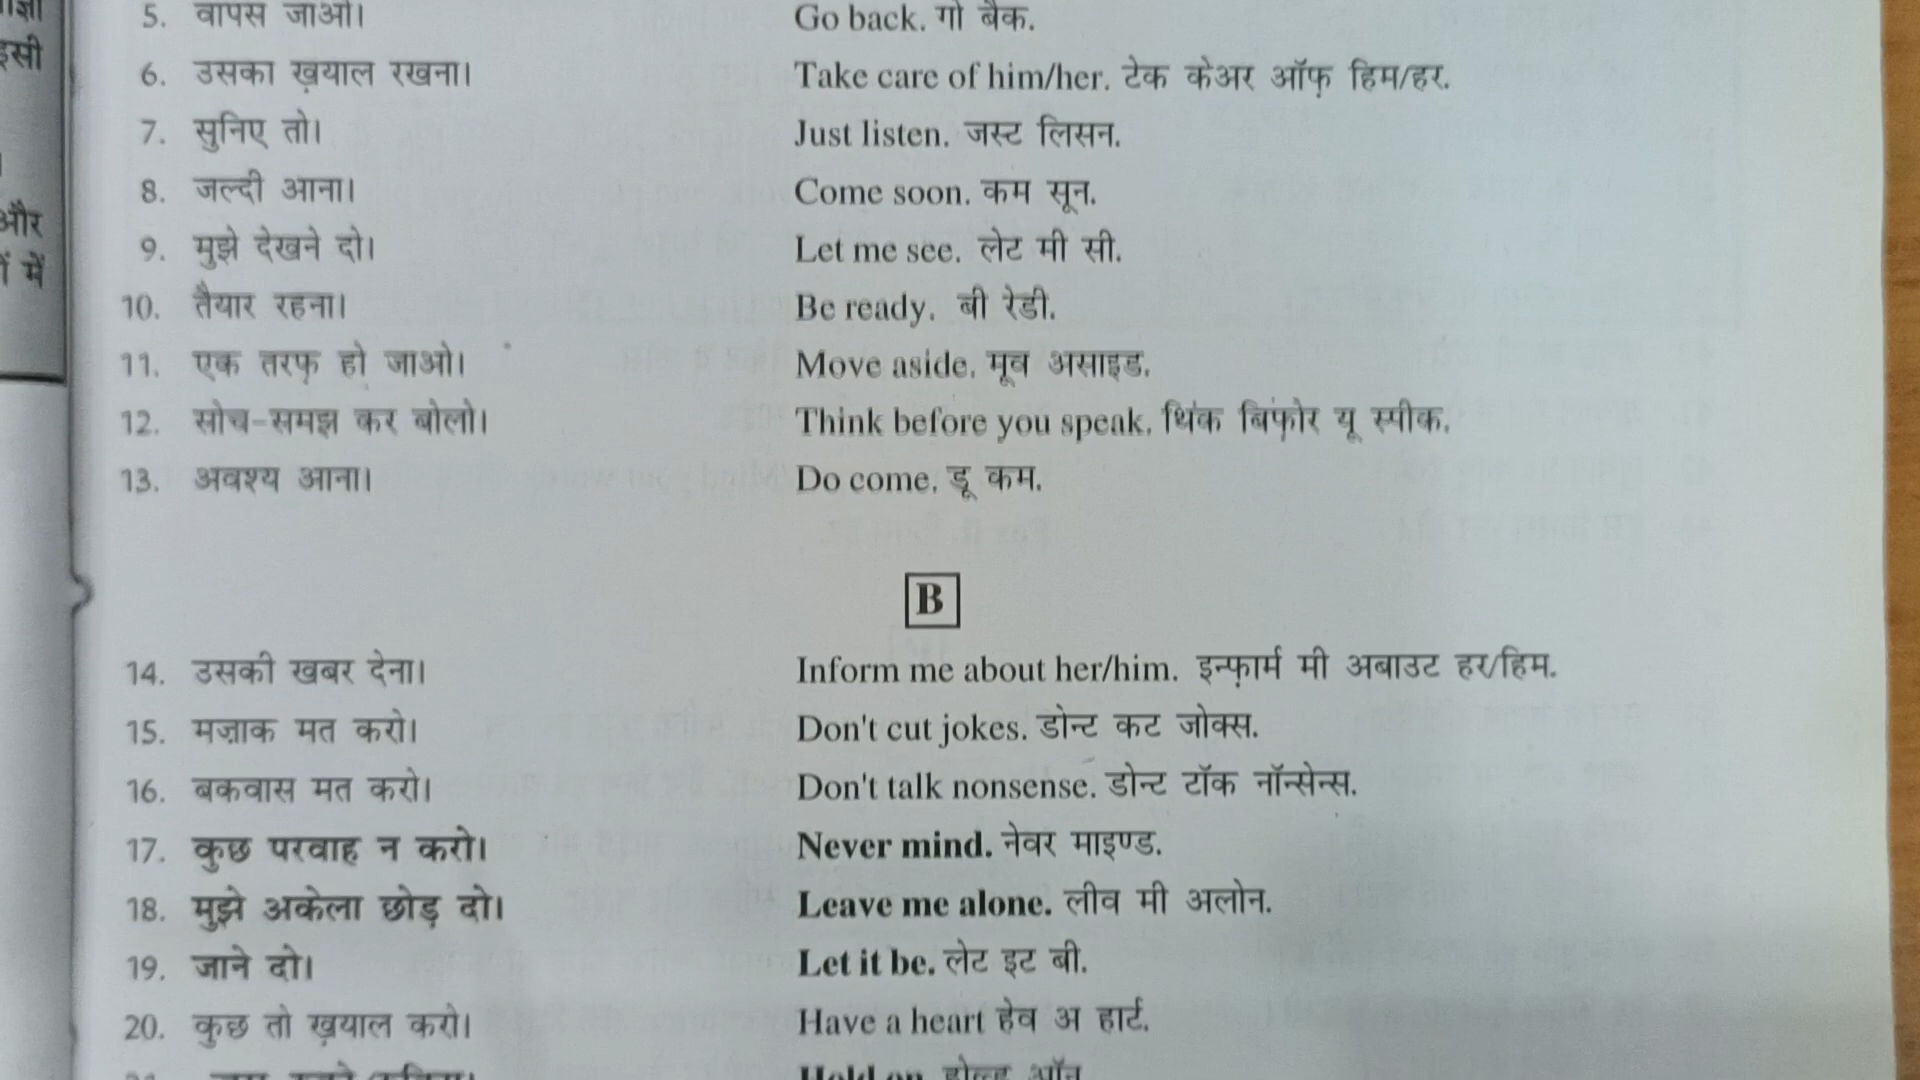 इसी
और
में
5. वापस जाओ। Go back. गो बैक.
6. उसका ख़याल रखना। Take care of him/her. टेक केअर ऑफ़ हिम/हर.
7. सुनिए तो। Just listen. जस्ट लिसन.
8. जल्दी आना। Come soon. कम सून.
9. मुझे देखने दो। Let me see. लेट मी सी.
10. तैयार रहना। Be ready. बी रेडी.
11. एक तरफ़ हो जाओ। Move aside. मूव असाइड.
12. सोच-समझ कर बोलो। Think before you speak. थिंक बिफ़ोर यू स्पीक.
13. अवश्य आना। Do come. डू कम.
B
14. उसकी खबर देना। Inform me about her/him. इन्फ़ार्म मी अबाउट हर/हिम.
15. मज़ाक मत करो। Don't cut jokes. डोन्ट कट जोक्स.
16. बकवास मत करो। Don't talk nonsense. डोन्ट टॉक नॉन्सेन्स.
17. कुछ परवाह न करो। Never mind. नेवर माइण्ड.
18. मुझे अकेला छोड़ दो। Leave me alone. लीव मी अलोन.
19. जाने दो। Let it be. लेट इट बी.
20. कुछ तो ख़याल करो। Have a heart हेव अ हार्ट.
Hold on. होल्ड ऑन